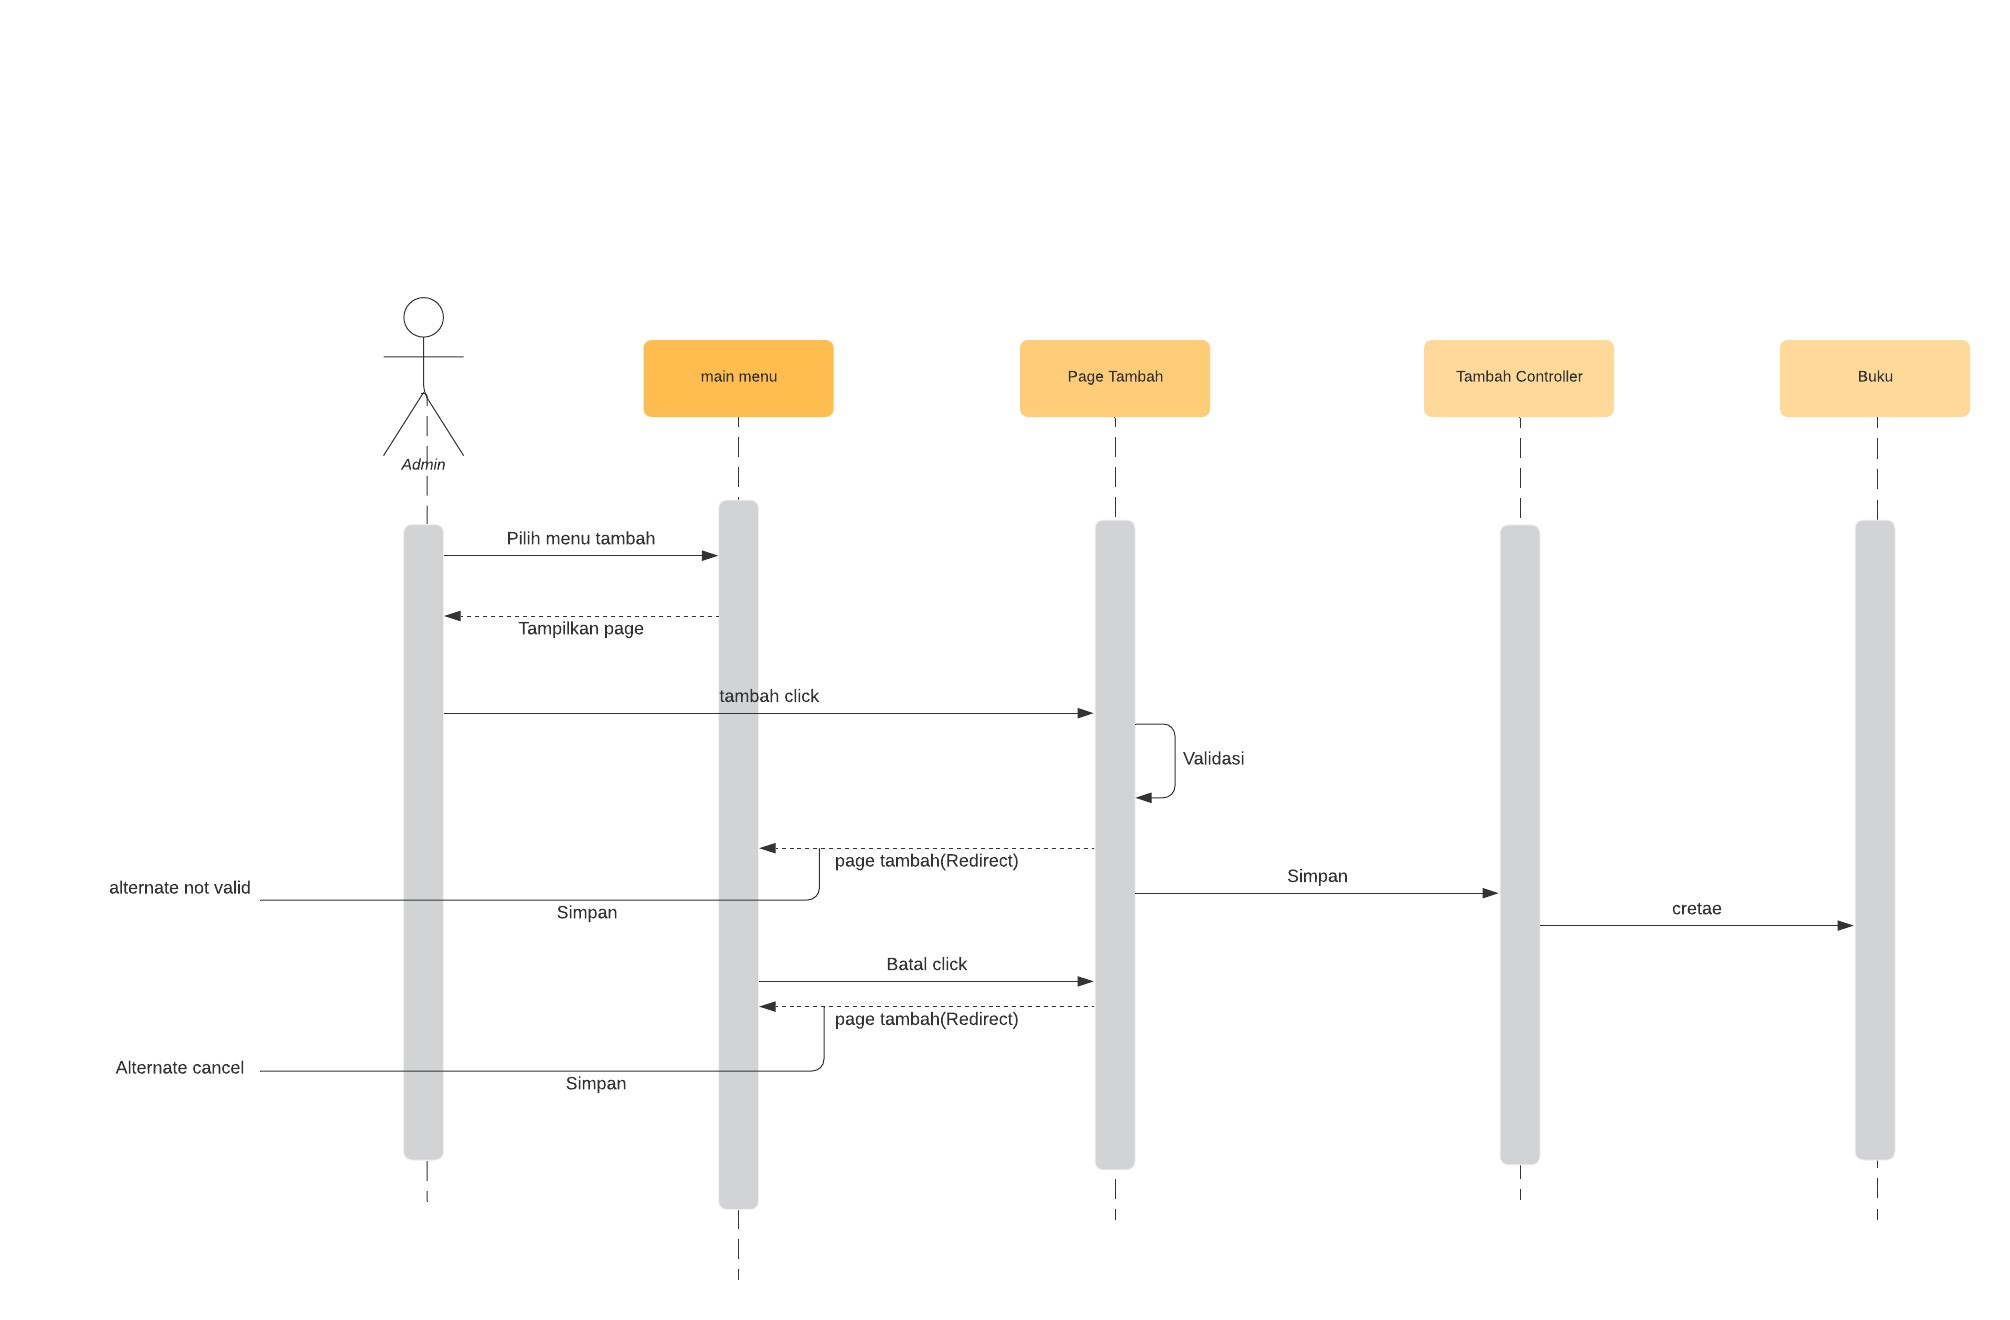 main menu
Page Tambah
Tambah Controller
Buku
Admin
Pilih menu tambah
Tampilkan page
tambah click
Validasi
page tambah(Redirect)
Simpan
alternate not valid
Simpan
cretae
Batal click
page tambah(Redirect)
Alternate cancel
Simpan